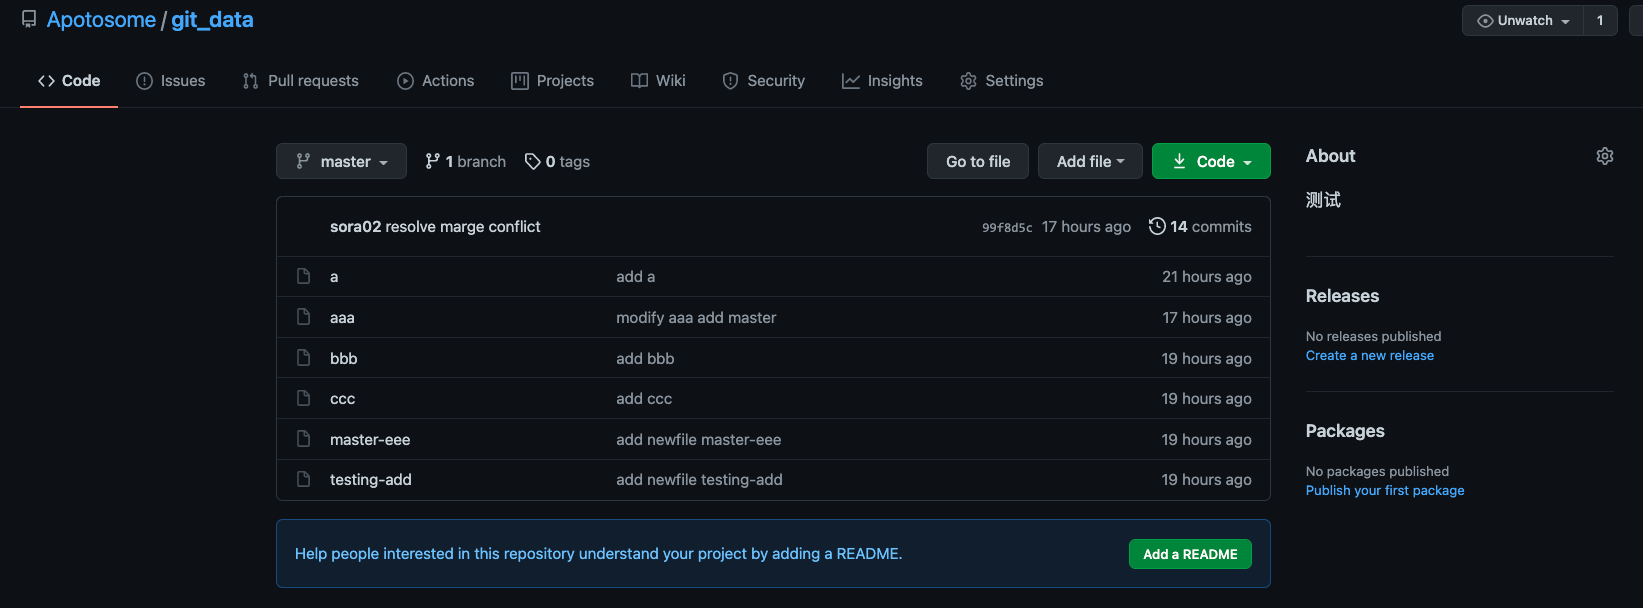 Apotosome / git_data
Unwatch 1
Code Issues Pull requests Actions Projects Wiki Security Insights Settings
master 1 branch 0 tags Go to file Add file Code
sora02 resolve marge conflict 99f8d5c 17 hours ago 14 commits
a add a 21 hours ago
aaa modify aaa add master 17 hours ago
bbb add bbb 19 hours ago
ccc add ccc 19 hours ago
master-eee add newfile master-eee 19 hours ago
testing-add add newfile testing-add 19 hours ago
Help people interested in this repository understand your project by adding a README. Add a README
About
测试
Releases
No releases published
Create a new release
Packages
No packages published
Publish your first package